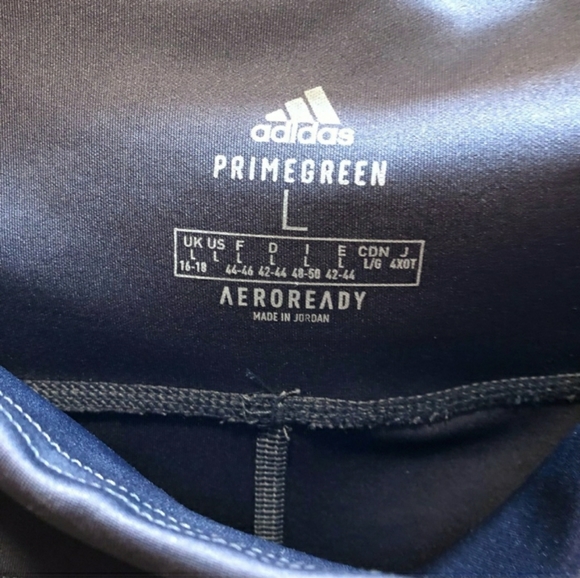 adidas
PRIMEGREEN
L
UK US F D I E CDN J
L L L L L L L/G 4XOT
16-18 44-46 42-44 48-50 42-44
AEROREADY
MADE IN JORDAN